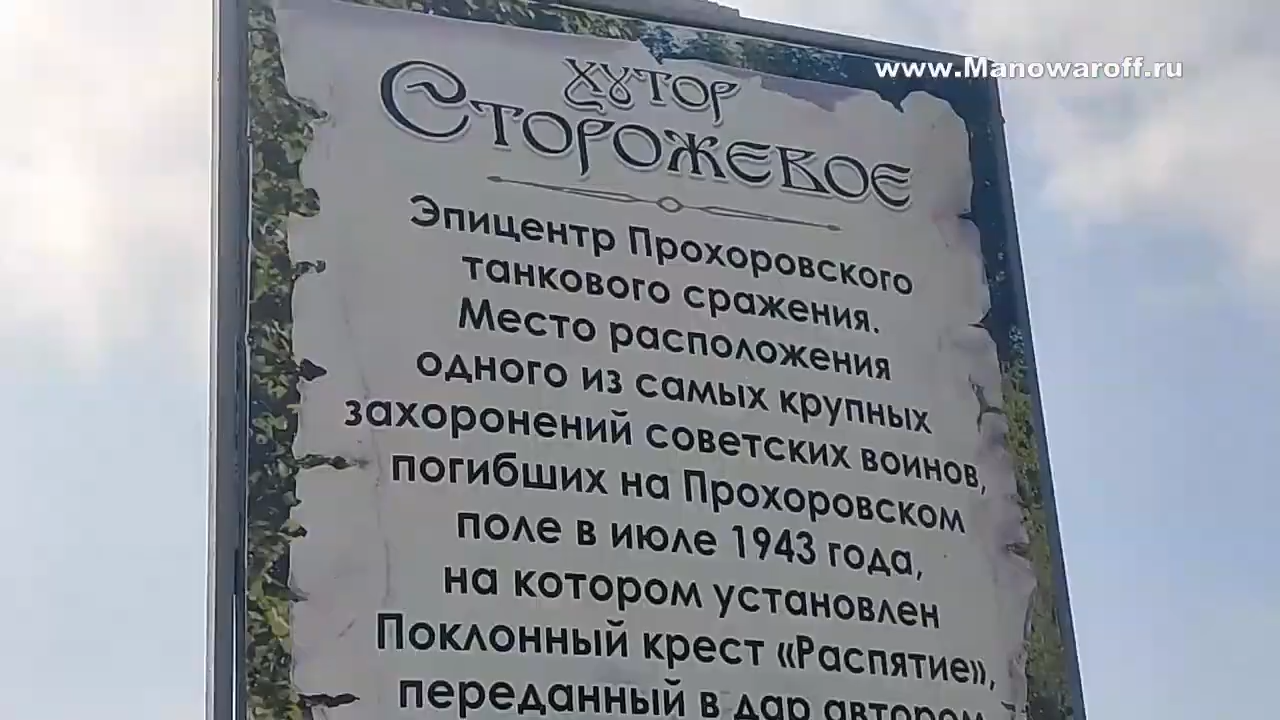 www.Manowaroff.ru
ХУТОР
СТОРОЖЕВОЕ
Эпицентр Прохоровского
танкового сражения.
Место расположения
одного из самых крупных
захоронений советских воинов,
погибших на Прохоровском
поле в июле 1943 года,
на котором установлен
Поклонный крест «Распятие»,
переданный в дар автором